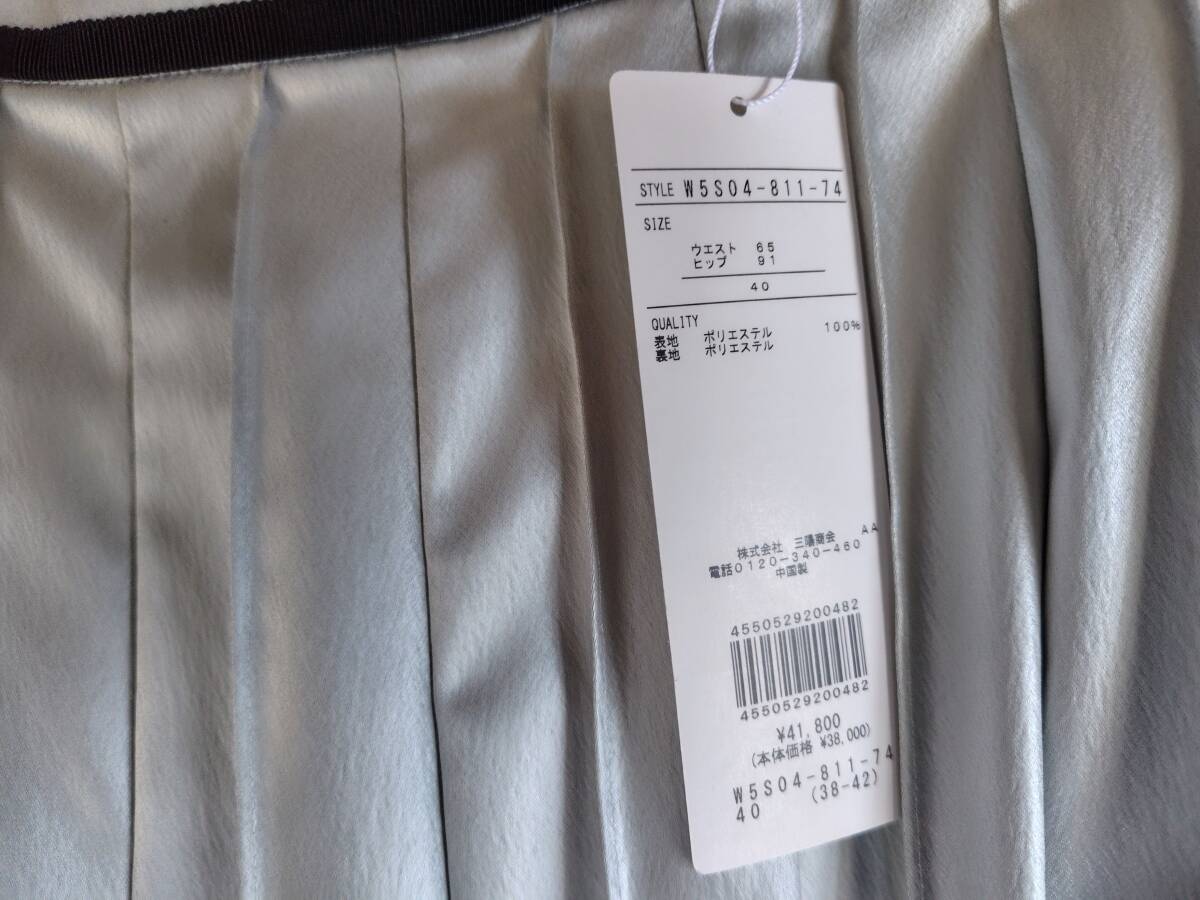 STYLE W5S04-811-74
SIZE
ウエスト 65
ヒップ 91
40
QUALITY
表地 ポリエステル 100%
裏地 ポリエステル
株式会社 三陽商会 AA
電話0120-340-460
中国製
4550529200482
4550529200482
¥41,800
(本体価格 ¥38,000)
W5S04-811-74
40 (38-42)